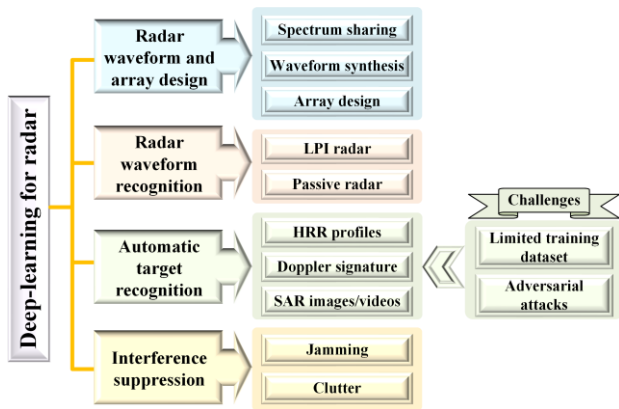 Deep-learning for radar
Radar
waveform and
array design
Spectrum sharing
Waveform synthesis
Array design
Radar
waveform
recognition
LPI radar
Passive radar
Automatic
target
recognition
HRR profiles
Doppler signature
SAR images/videos
Challenges
Limited training
dataset
Adversarial
attacks
Interference
suppression
Jamming
Clutter